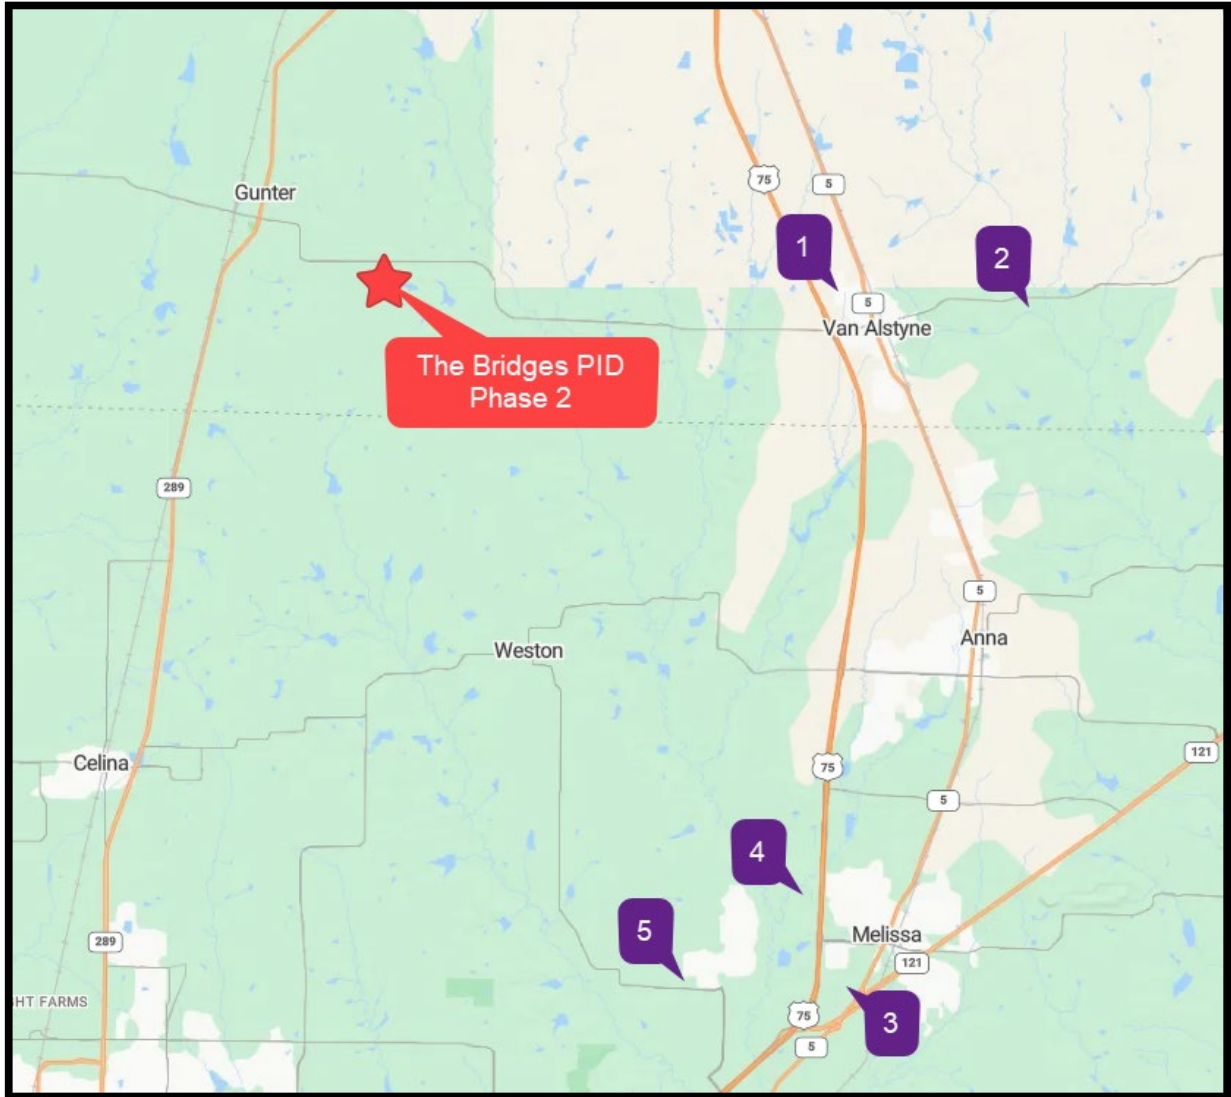 75
5
Gunter
1
2
5
Van Alstyne
The Bridges PID
Phase 2
289
5
Anna
Weston
121
Celina
75
5
4
5
Melissa
289
121
HT FARMS
75
3
5